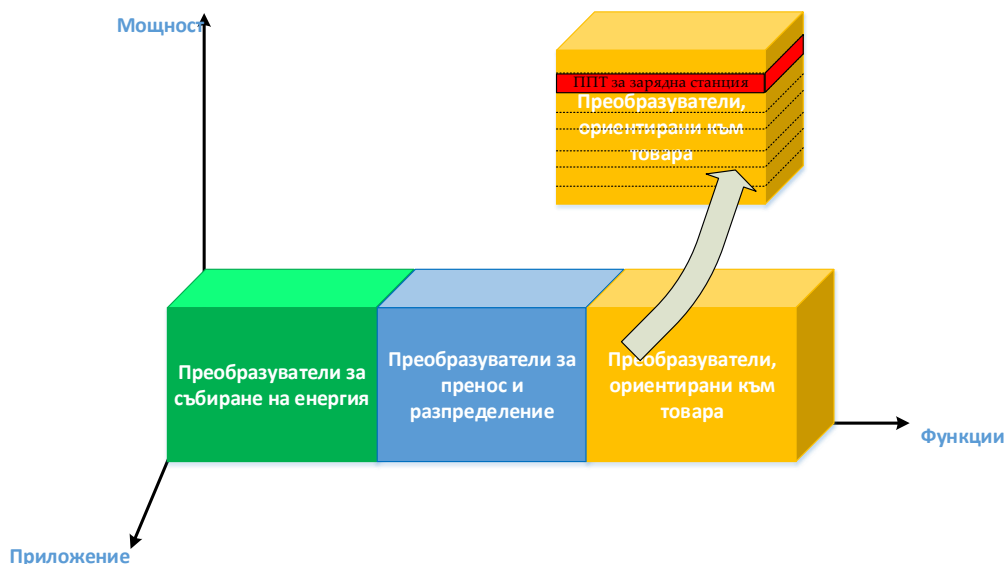 Мощност
ППТ за зарядна станция
Преобразуватели,
ориентирани към
товара
Преобразуватели за
събиране на енергия
Преобразуватели за
пренос и
разпределение
Преобразуватели,
ориентирани към
товара
Функции
Приложение